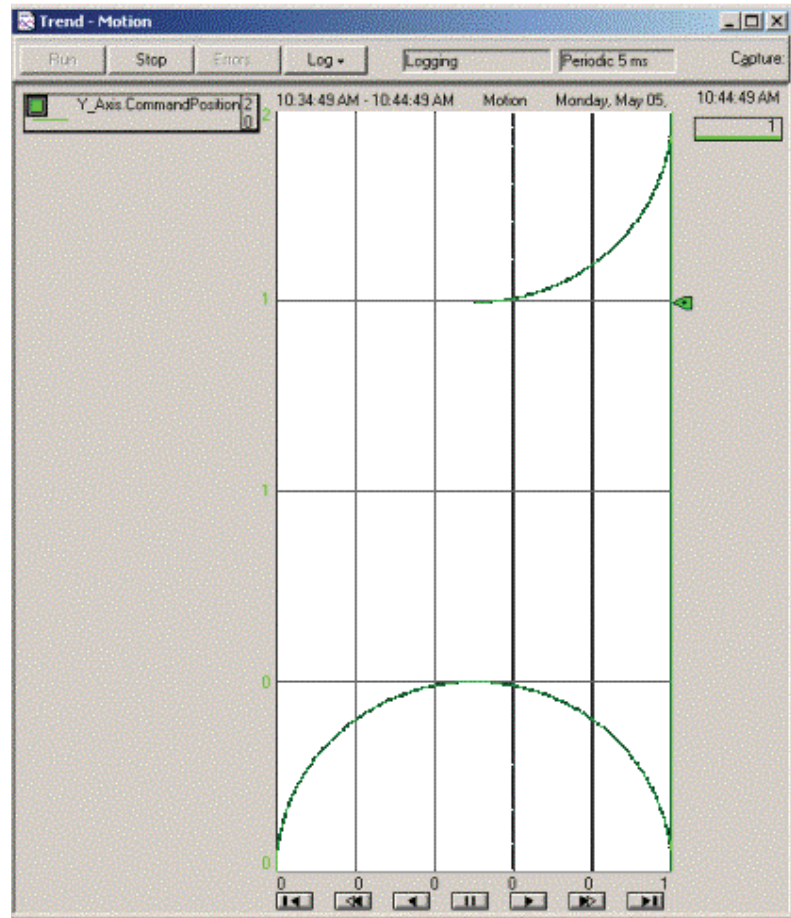 Trend - Motion
Run Stop Errors Log Logging Periodic 5 ms Capture:
Y_Axis.CommandPosition 2
0
10:34:49 AM - 10:44:49 AM Motion Monday, May 05, 10:44:49 AM
2
1
1
1
0
0
0 0 0 0 0 1